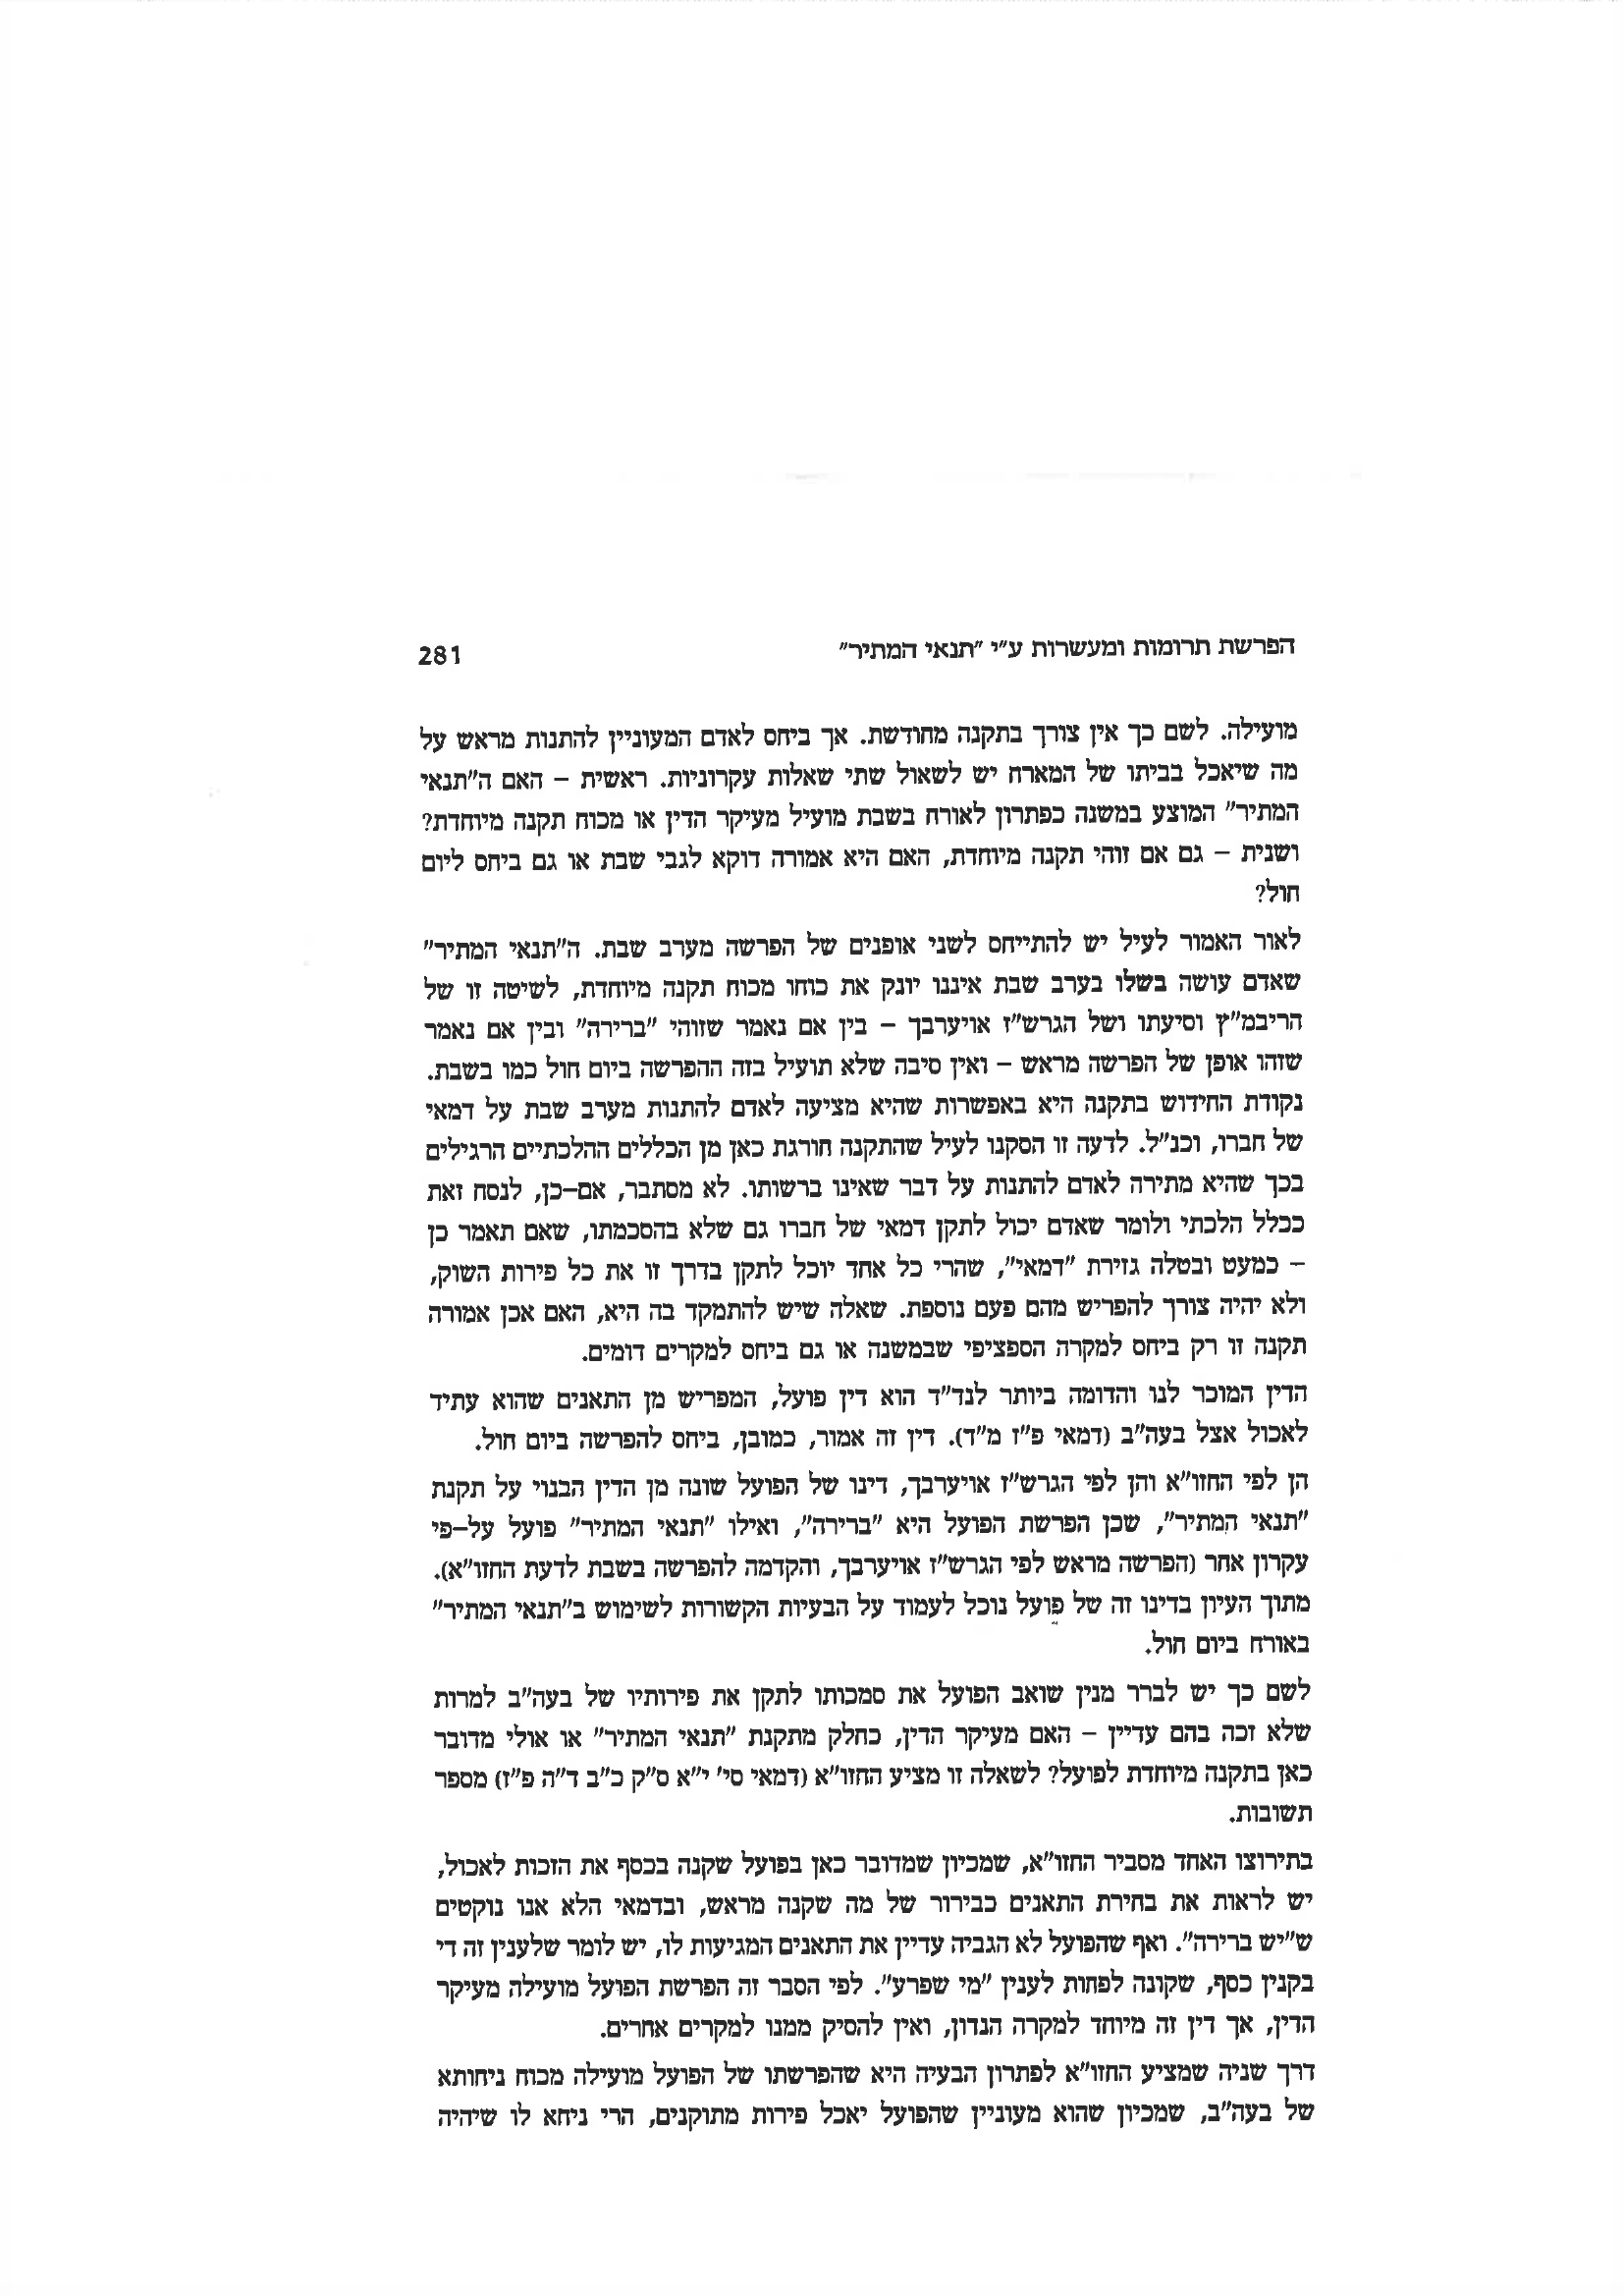 הפרשת תרומות ומעשרות ע"י "תנאי המתיר" 281
מועילה. לשם כך אין צורך בתקנה מחודשת. אך ביחס לאדם המעוניין להתנות מראש על
מה שיאכל בביתו של המארח יש לשאול שתי שאלות עקרוניות. ראשית – האם ה"תנאי
המתיר" המוצע במשנה כפתרון לאורח בשבת מועיל מעיקר הדין או מכוח תקנה מיוחדת?
ושנית – גם אם זוהי תקנה מיוחדת, האם היא אמורה דוקא לגבי שבת או גם ביחס ליום
חול?
לאור האמור לעיל יש להתייחס לשני אופנים של הפרשה מערב שבת. ה"תנאי המתיר"
שאדם עושה בשלו בערב שבת איננו יונק את כוחו מכוח תקנה מיוחדת, לשיטה זו של
הריבמ"ץ וסיעתו ושל הגרש"ז אויערבך – בין אם נאמר שזוהי "ברירה" ובין אם נאמר
שזהו אופן של הפרשה מראש – ואין סיבה שלא תועיל בזה ההפרשה ביום חול כמו בשבת.
נקודת החידוש בתקנה היא באפשרות שהיא מציעה לאדם להתנות מערב שבת על דמאי
של חברו, וכנ"ל. לדעה זו הסקנו לעיל שהתקנה חורגת כאן מן הכללים ההלכתיים הרגילים
בכך שהיא מתירה לאדם להתנות על דבר שאינו ברשותו. לא מסתבר, אם–כן, לנסח זאת
ככלל הלכתי ולומר שאדם יכול לתקן דמאי של חברו גם שלא בהסכמתו, שאם תאמר כן
– כמעט ובטלה גזירת "דמאי", שהרי כל אחד יוכל לתקן בדרך זו את כל פירות השוק,
ולא יהיה צורך להפריש מהם פעם נוספת. שאלה שיש להתמקד בה היא, האם אכן אמורה
תקנה זו רק ביחס למקרה הספציפי שבמשנה או גם ביחס למקרים דומים.
הדין המוכר לנו והדומה ביותר לנד"ד הוא דין פועל, המפריש מן התאנים שהוא עתיד
לאכול אצל בעה"ב (דמאי פ"ז מ"ד). דין זה אמור, כמובן, ביחס להפרשה ביום חול.
הן לפי החזו"א והן לפי הגרש"ז אויערבך, דינו של הפועל שונה מן הדין הבנוי על תקנת
"תנאי המתיר", שכן הפרשת הפועל היא "ברירה", ואילו "תנאי המתיר" פועל על–פי
עקרון אחר (הפרשה מראש לפי הגרש"ז אויערבך, והקדמה להפרשה בשבת לדעת החזו"א).
מתוך העיון בדינו זה של פועל נוכל לעמוד על הבעיות הקשורות לשימוש ב"תנאי המתיר"
באורח ביום חול.
לשם כך יש לברר מנין שואב הפועל את סמכותו לתקן את פירותיו של בעה"ב למרות
שלא זכה בהם עדיין – האם מעיקר הדין, כחלק מתקנת "תנאי המתיר" או אולי מדובר
כאן בתקנה מיוחדת לפועל? לשאלה זו מציע החזו"א (דמאי סי' י"א ס"ק כ"ב ד"ה פ"ז) מספר
תשובות.
בתירוצו האחד מסביר החזו"א, שמכיון שמדובר כאן בפועל שקנה בכסף את הזכות לאכול,
יש לראות את בחירת התאנים כבירור של מה שקנה מראש, ובדמאי הלא אנו נוקטים
ש"יש ברירה". ואף שהפועל לא הגביה עדיין את התאנים המגיעות לו, יש לומר שלענין זה די
בקנין כסף, שקונה לפחות לענין "מי שפרע". לפי הסבר זה הפרשת הפועל מועילה מעיקר
הדין, אך דין זה מיוחד למקרה הנדון, ואין להסיק ממנו למקרים אחרים.
דרך שניה שמציע החזו"א לפתרון הבעיה היא שהפרשתו של הפועל מועילה מכוח ניחותא
של בעה"ב, שמכיון שהוא מעוניין שהפועל יאכל פירות מתוקנים, הרי ניחא לו שיהיה